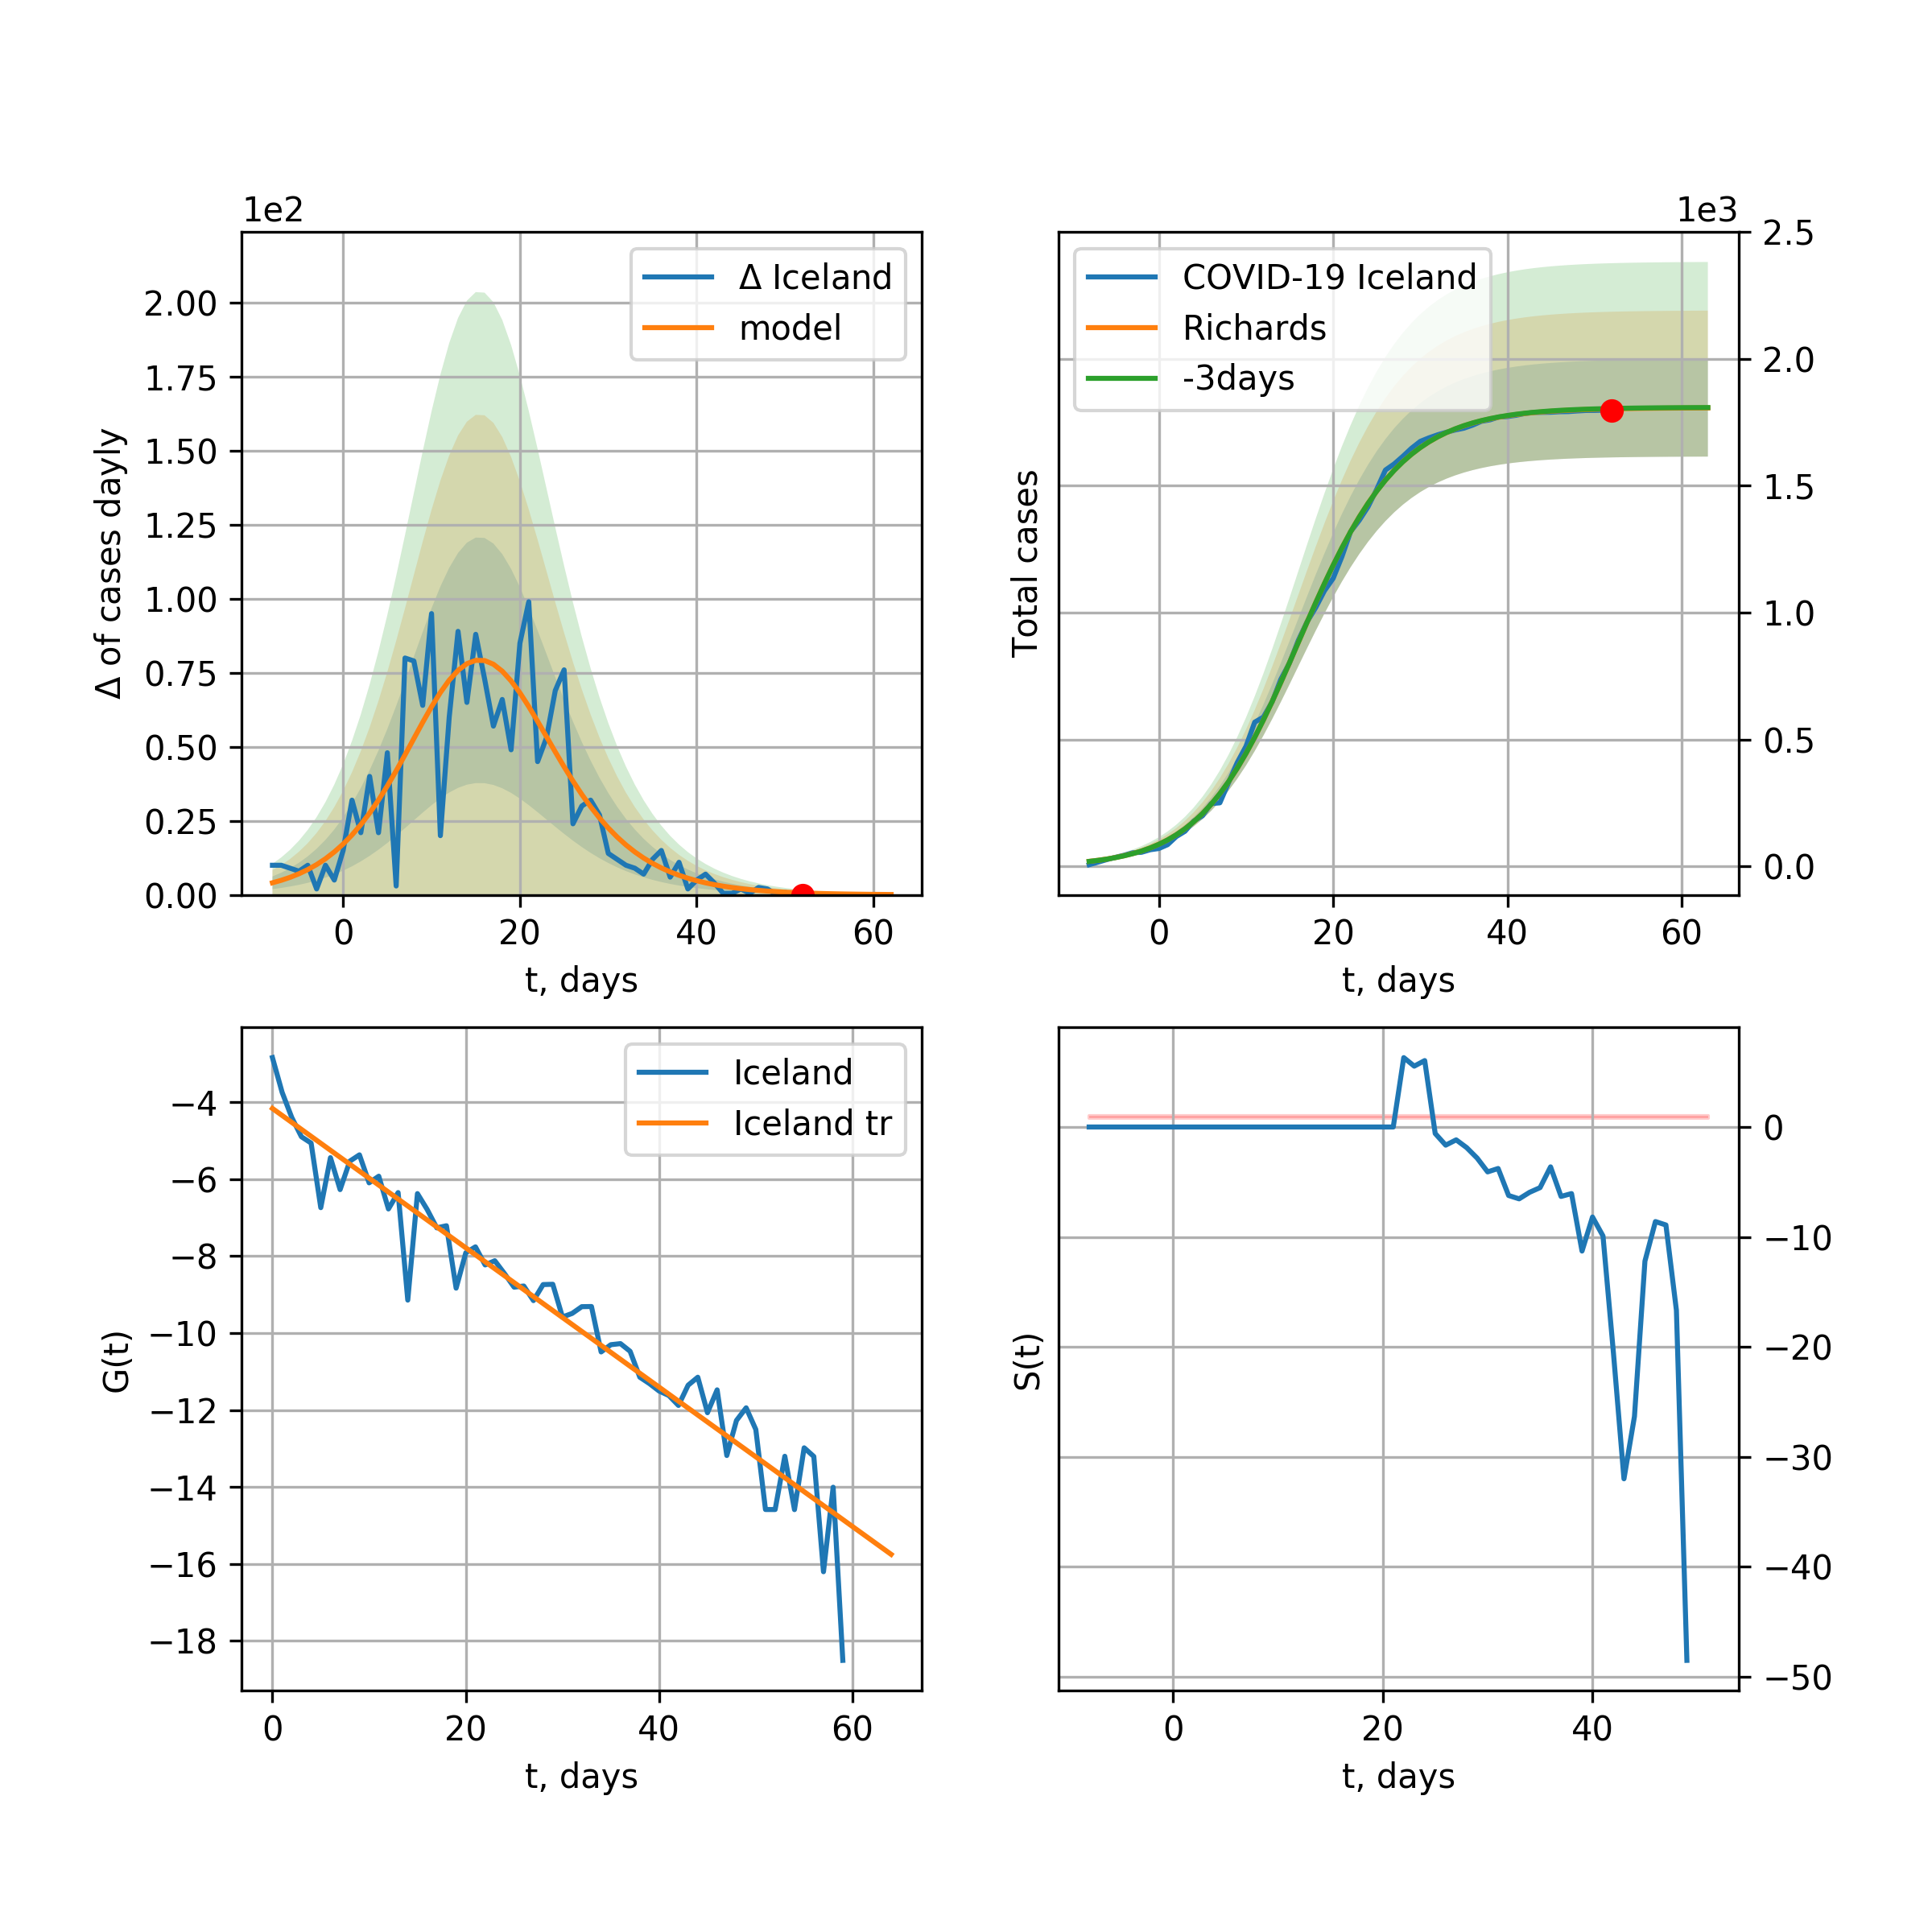 1e2
Δ Iceland
model
2.00
1.75
1.50
1.25
1.00
0.75
0.50
0.25
0.00
Δ of cases dayly
0 20 40 60
t, days
1e3
COVID-19 Iceland
Richards
-3days
2.5
2.0
1.5
1.0
0.5
0.0
Total cases
0 20 40 60
t, days
Iceland
Iceland tr
−4
−6
−8
−10
−12
−14
−16
−18
G(t)
0 20 40 60
t, days
0
−10
−20
−30
−40
−50
S(t)
0 20 40
t, days